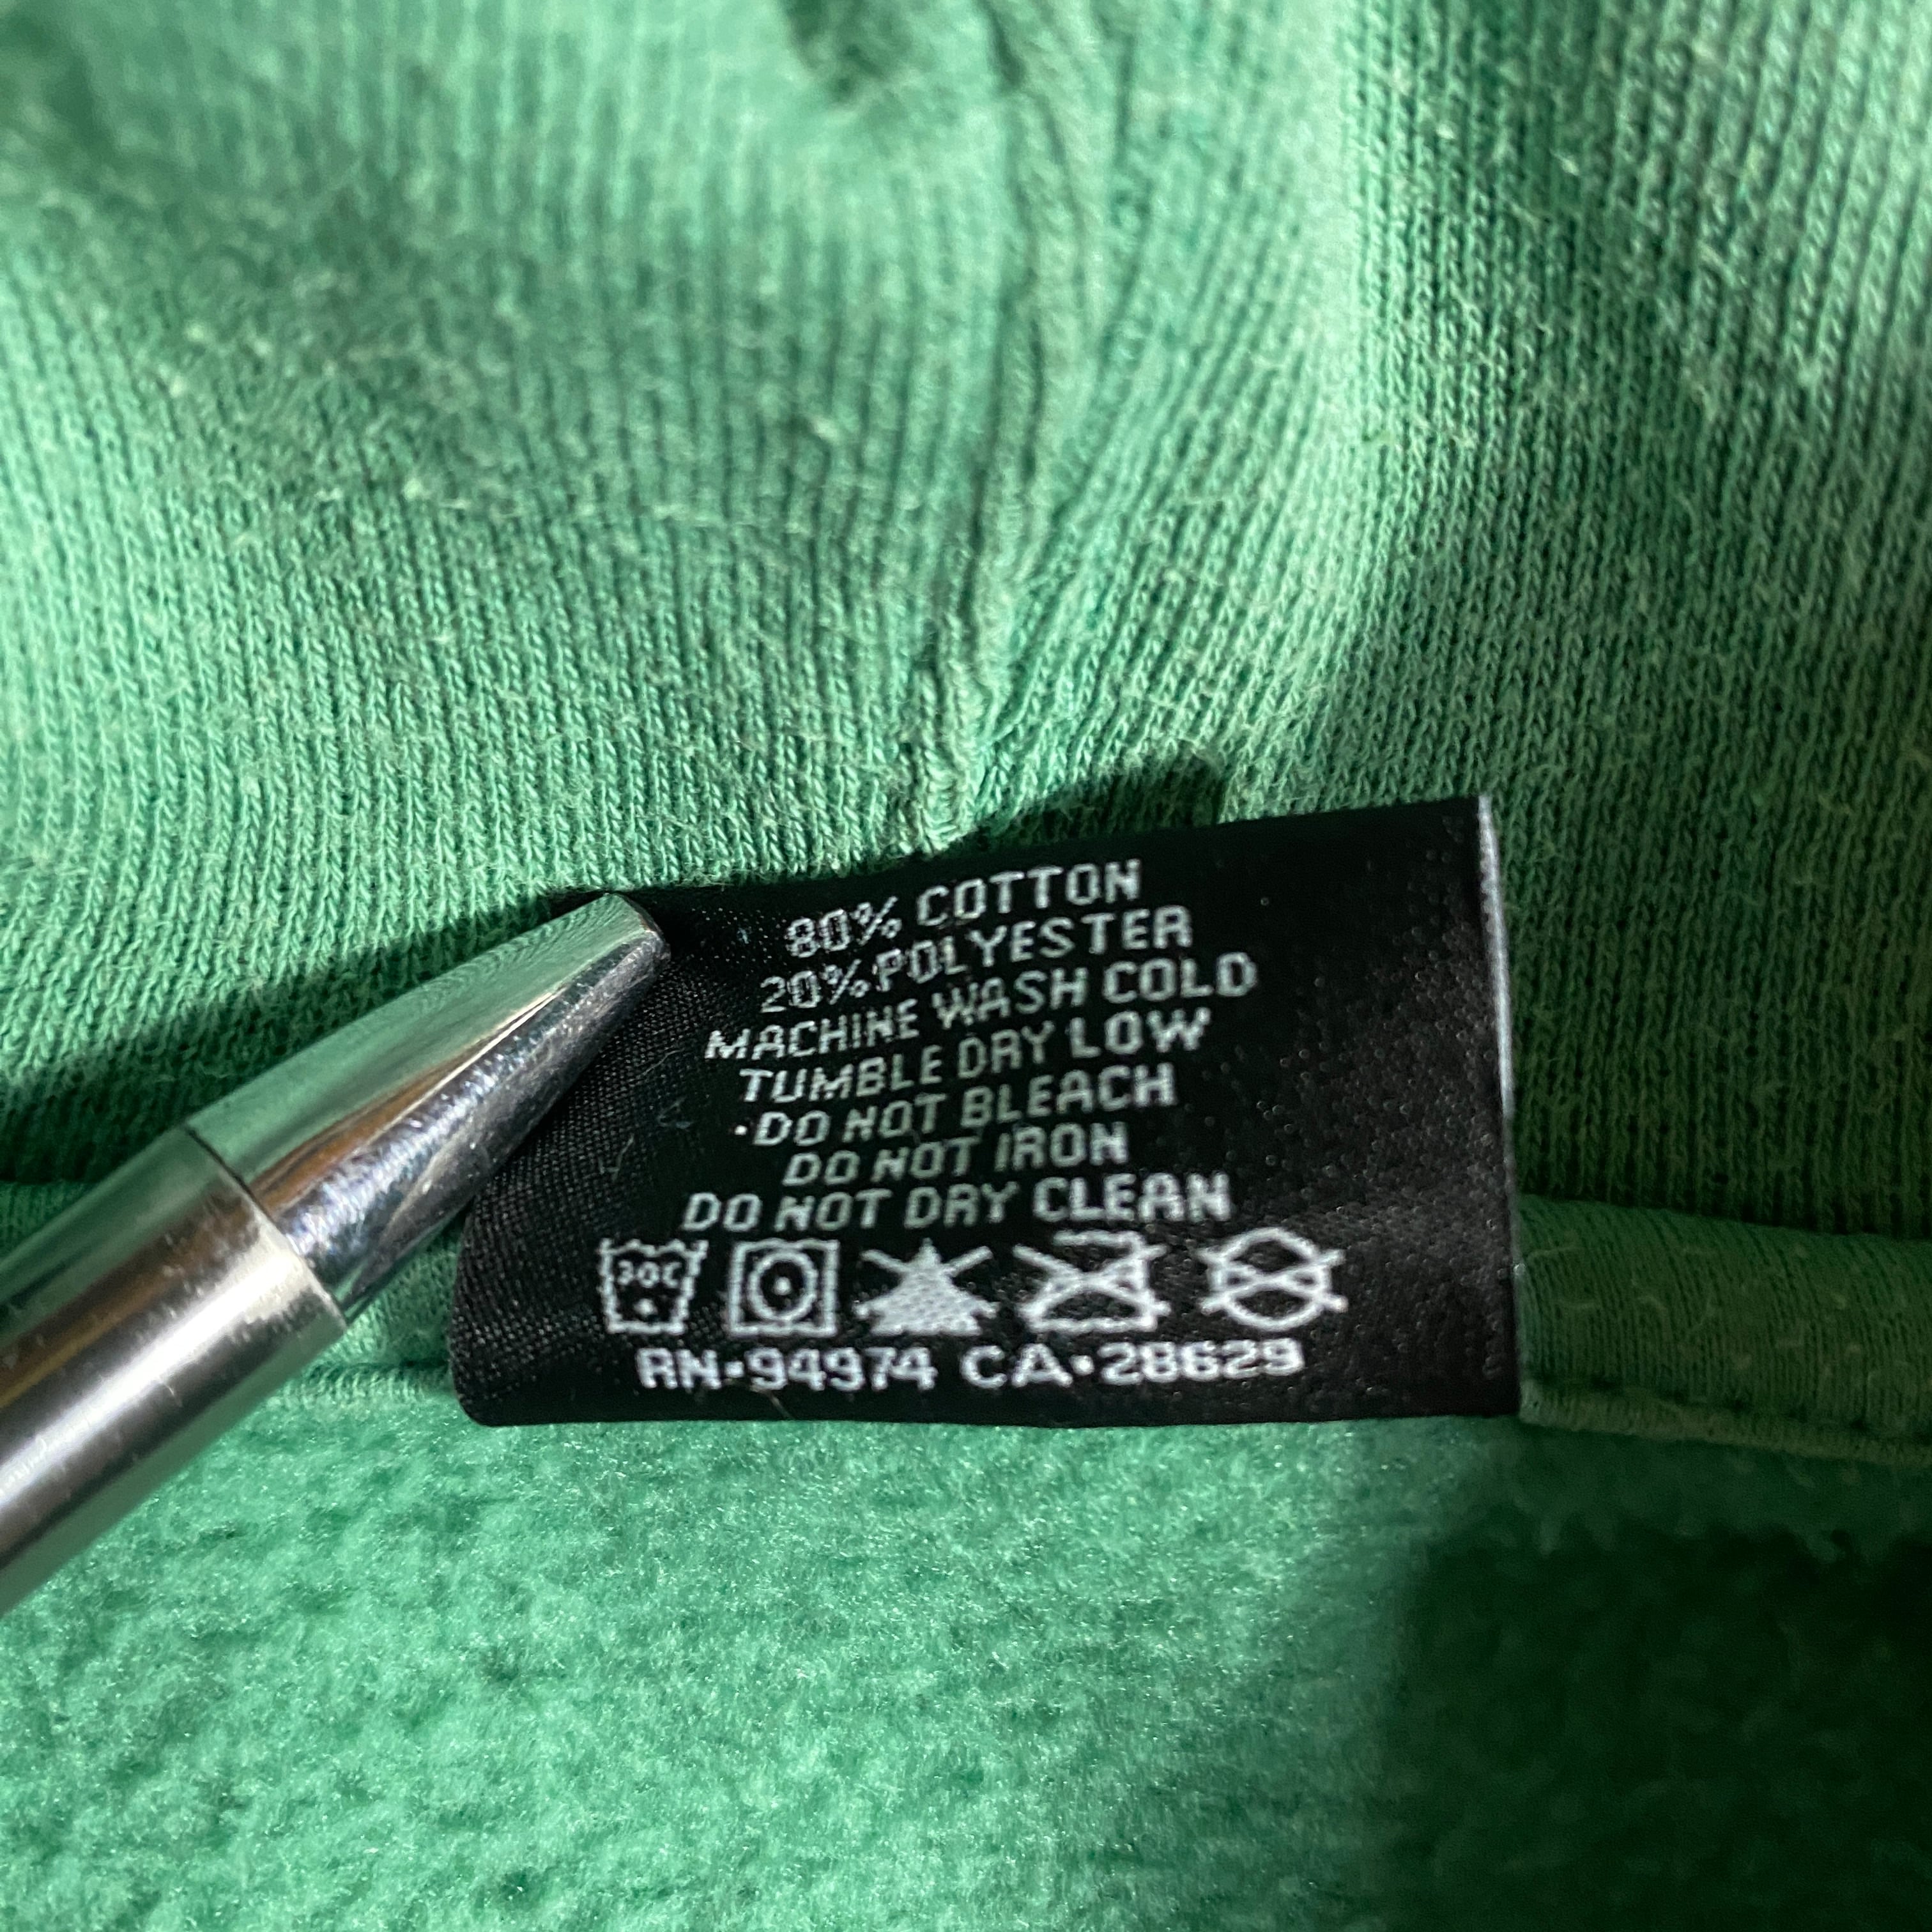 80% COTTON
20% POLYESTER
MACHINE WASH COLD
TUMBLE DRY LOW
·DO NOT BLEACH
DO NOT IRON
DO NOT DRY CLEAN
30C
RN·94974 CA·28629